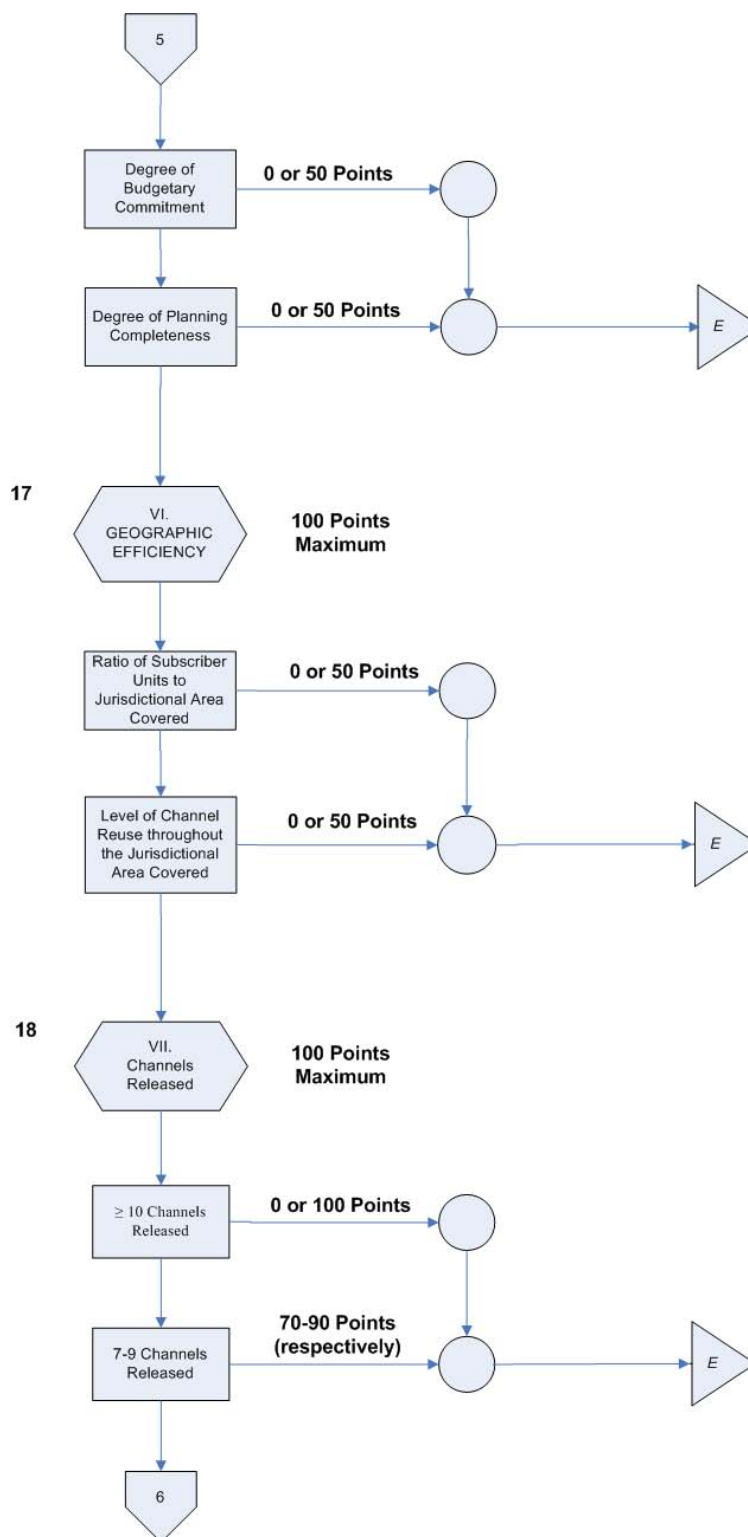 5
Degree of
Budgetary
Commitment
0 or 50 Points
Degree of Planning
Completeness
0 or 50 Points
E
17
VI.
GEOGRAPHIC
EFFICIENCY
100 Points
Maximum
Ratio of Subscriber
Units to
Jurisdictional Area
Covered
0 or 50 Points
Level of Channel
Reuse throughout
the Jurisdictional
Area Covered
0 or 50 Points
E
18
VII.
Channels
Released
100 Points
Maximum
≥ 10 Channels
Released
0 or 100 Points
7-9 Channels
Released
70-90 Points
(respectively)
E
6